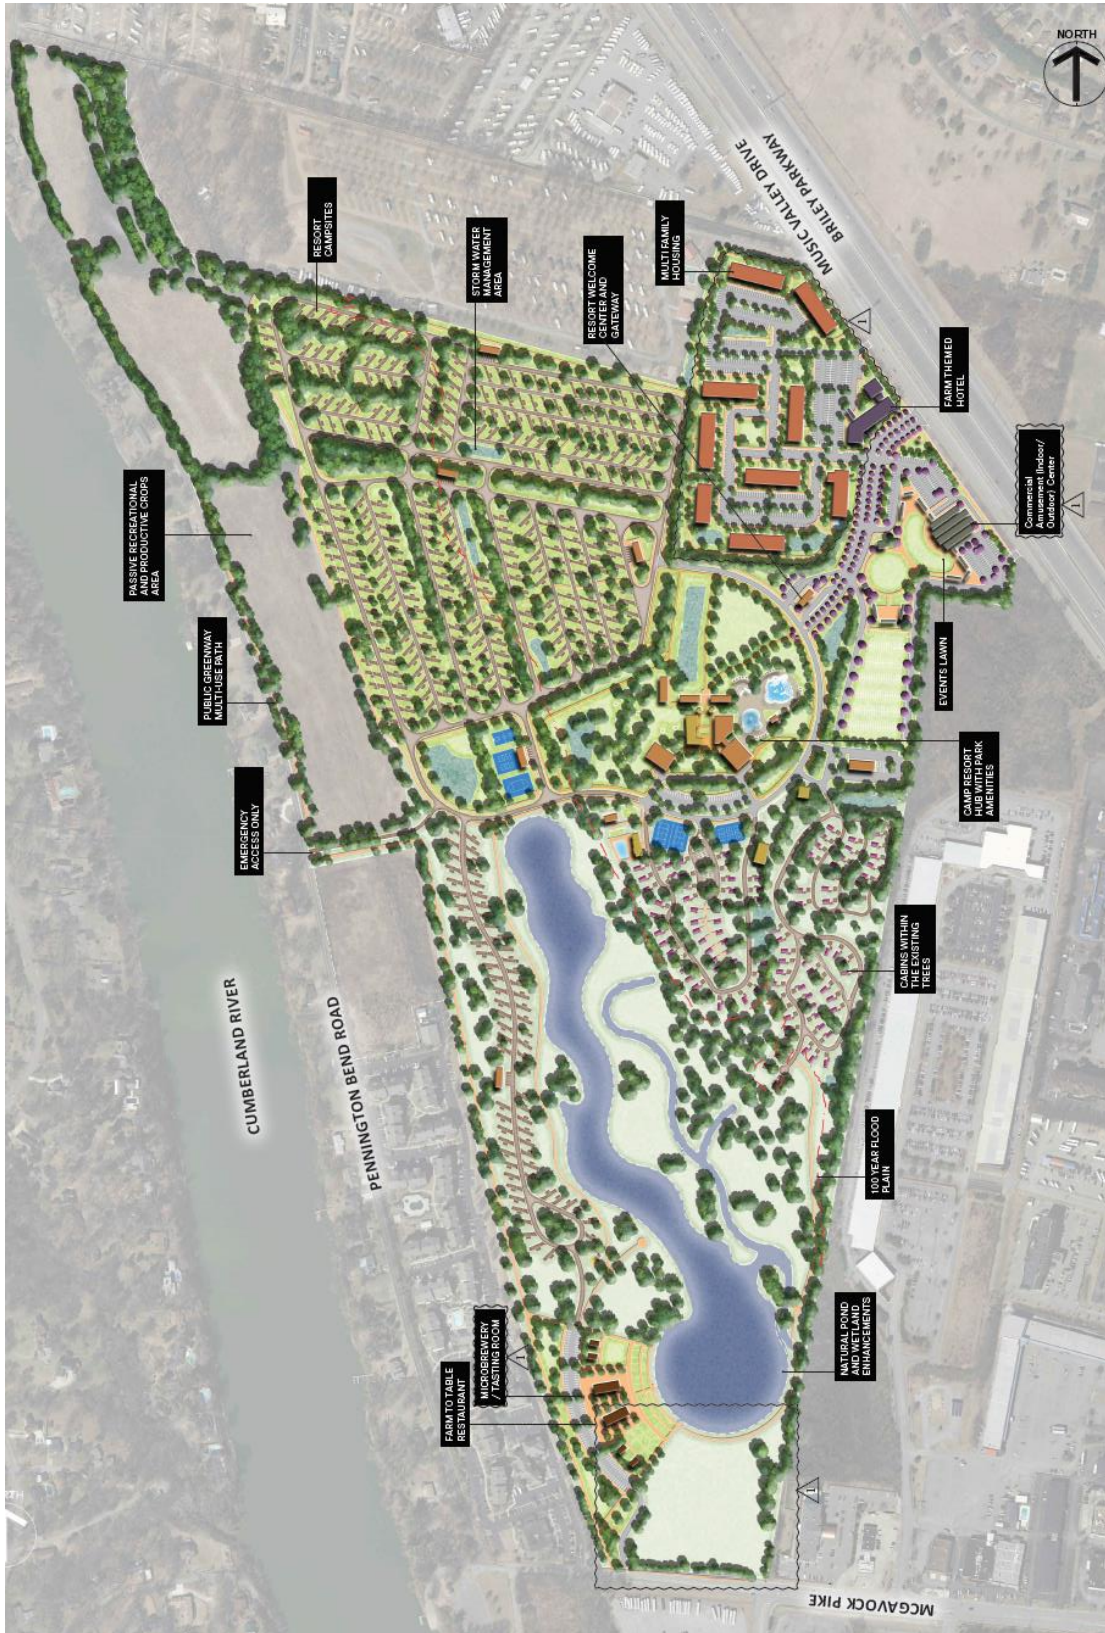 NORTH
MUSIC VALLEY DRIVE
BRILEY PARKWAY
RESORT
CAMPSITES
STORM WATER
MANAGEMENT
AREA
RESORT WELCOME
CENTER AND
GATEWAY
MULTI FAMILY
HOUSING
1
FARM THEMED
HOTEL
Commercial
Amusement (Indoor/
Outdoor) Center
1
PASSIVE RECREATIONAL
AND PRODUCTIVE CROPS
AREA
PUBLIC GREENWAY
MULTI-USE PATH
EVENTS LAWN
EMERGENCY
ACCESS ONLY
CAMP RESORT
HUB WITH PARK
AMENITIES
CABINS WITHIN
THE EXISTING
TREES
CUMBERLAND RIVER
PENNINGTON BEND ROAD
100 YEAR FLOOD
PLAIN
FARM TO TABLE
RESTAURANT
MICROBREWERY
/ TASTING ROOM
1
NATURAL POND
AND WETLAND
ENHANCEMENTS
1
MCGAVOCK PIKE